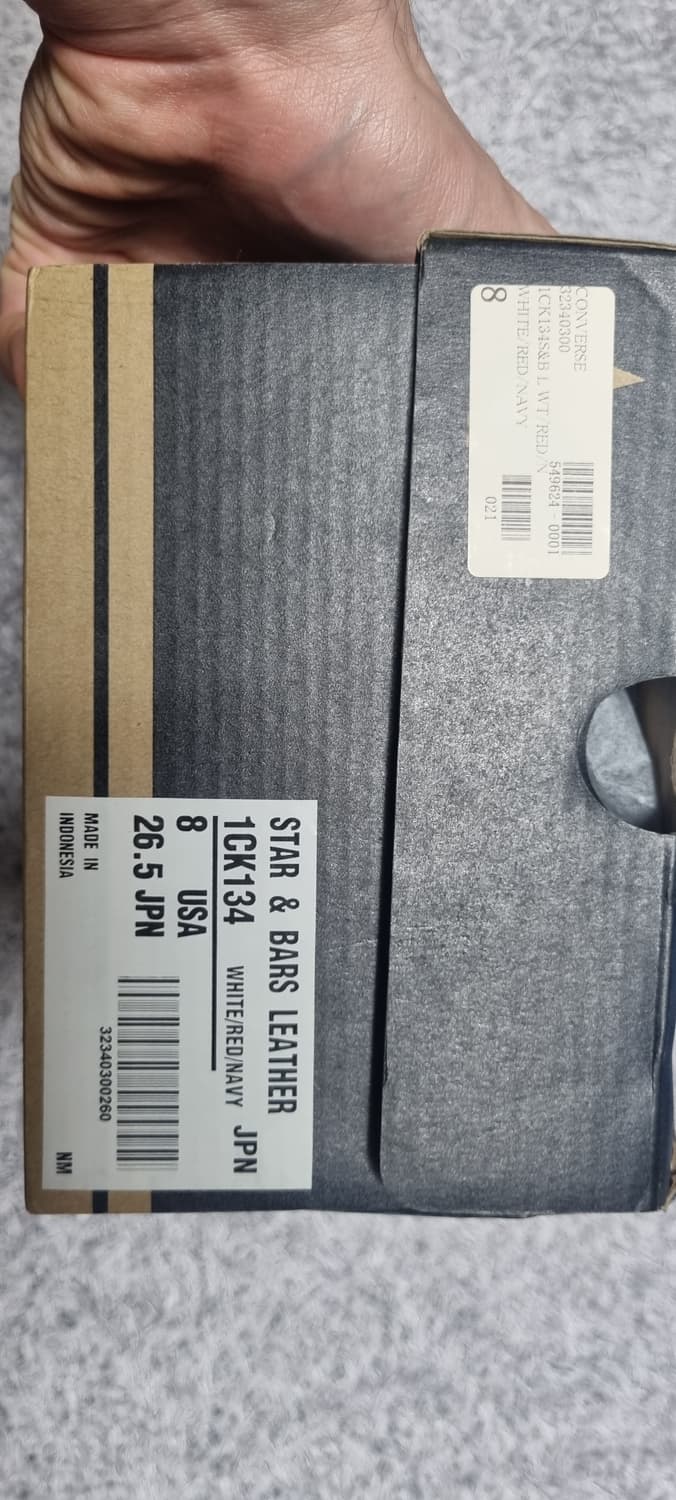 CONVERSE
32340300
549624-0001
1CK134S&B L WT/RED/N
WHITE/RED/NAVY
8
021
STAR & BARS LEATHER
1CK134 WHITE/RED/NAVY JPN
8 USA
26.5 JPN
32340300260
MADE IN
INDONESIA
NM